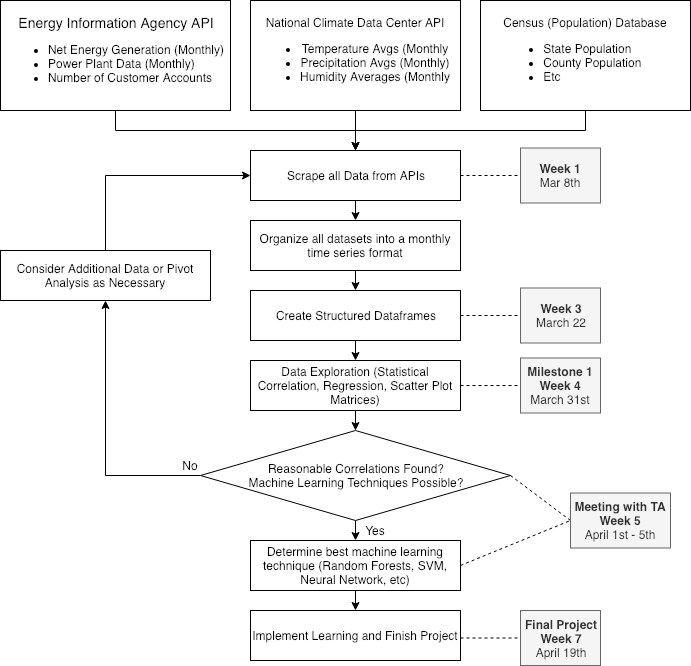 Energy Information Agency API
• Net Energy Generation (Monthly)
• Power Plant Data (Monthly)
• Number of Customer Accounts
National Climate Data Center API
• Temperature Avgs (Monthly
• Precipitation Avgs (Monthly)
• Humidity Averages (Monthly
Census (Population) Database
• State Population
• County Population
• Etc
Scrape all Data from APIs
Week 1
Mar 8th
Organize all datasets into a monthly
time series format
Consider Additional Data or Pivot
Analysis as Necessary
Create Structured Dataframes
Week 3
March 22
Data Exploration (Statistical
Correlation, Regression, Scatter Plot
Matrices)
Milestone 1
Week 4
March 31st
No
Reasonable Correlations Found?
Machine Learning Techniques Possible?
Meeting with TA
Week 5
April 1st - 5th
Yes
Determine best machine learning
technique (Random Forests, SVM,
Neural Network, etc)
Implement Learning and Finish Project
Final Project
Week 7
April 19th